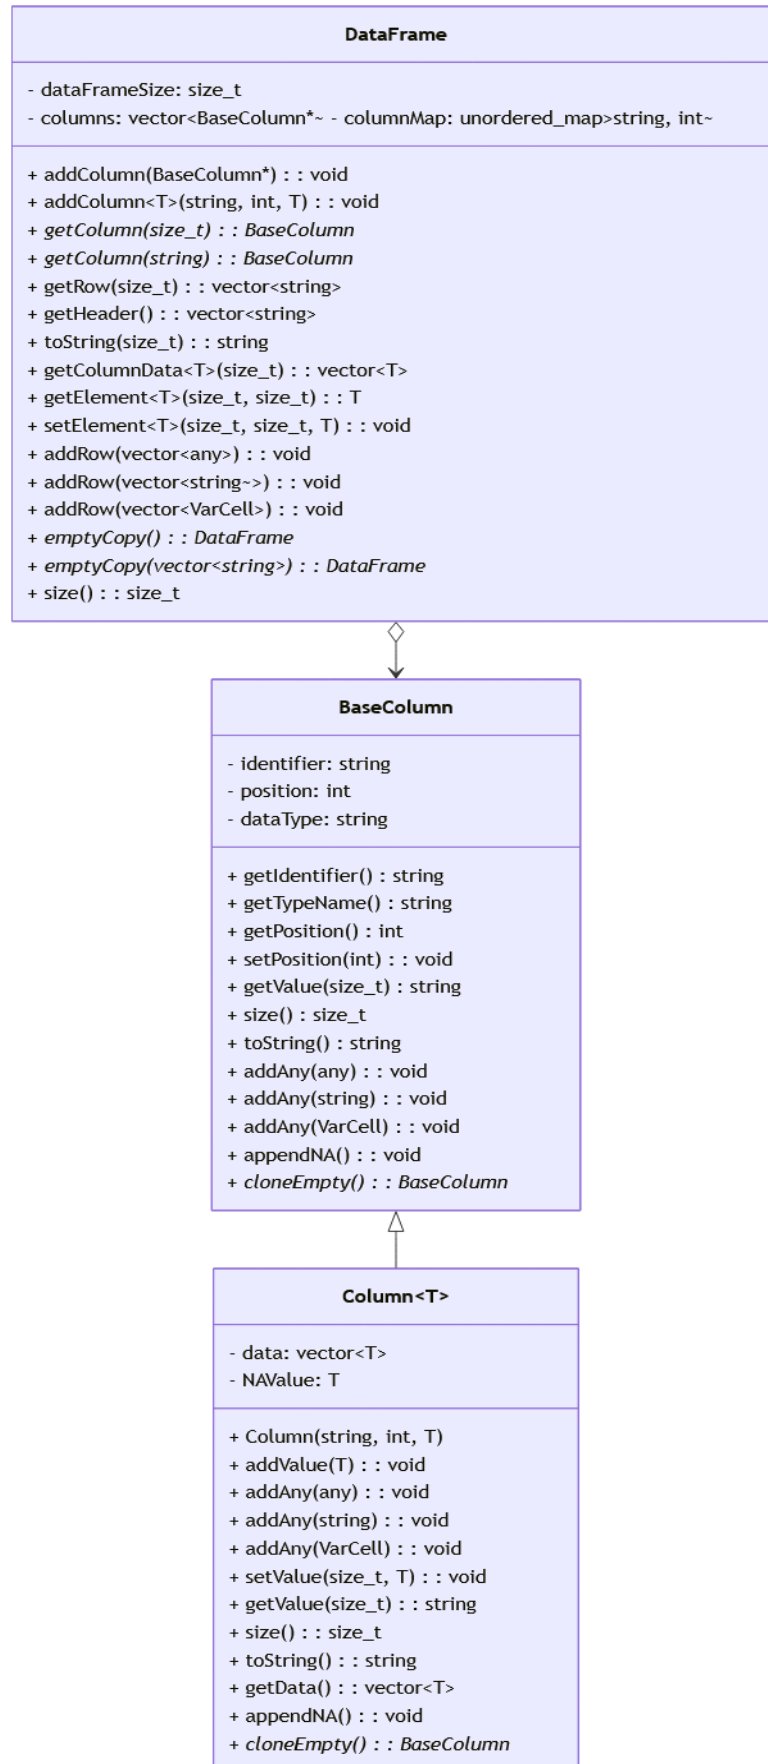 DataFrame
- dataFrameSize: size_t
- columns: vector<BaseColumn*~ - columnMap: unordered_map>string, int~
+ addColumn(BaseColumn*) : : void
+ addColumn<T>(string, int, T) : : void
+ getColumn(size_t) : : BaseColumn
+ getColumn(string) : : BaseColumn
+ getRow(size_t) : : vector<string>
+ getHeader() : : vector<string>
+ toString(size_t) : : string
+ getColumnData<T>(size_t) : : vector<T>
+ getElement<T>(size_t, size_t) : : T
+ setElement<T>(size_t, size_t, T) : : void
+ addRow(vector<any>) : : void
+ addRow(vector<string~>) : : void
+ addRow(vector<VarCell>) : : void
+ emptyCopy() : : DataFrame
+ emptyCopy(vector<string>) : : DataFrame
+ size() : : size_t
BaseColumn
- identifier: string
- position: int
- dataType: string
+ getIdentifier() : string
+ getTypeName() : string
+ getPosition() : int
+ setPosition(int) : : void
+ getValue(size_t) : string
+ size() : size_t
+ toString() : string
+ addAny(any) : : void
+ addAny(string) : : void
+ addAny(VarCell) : : void
+ appendNA() : : void
+ cloneEmpty() : : BaseColumn
Column<T>
- data: vector<T>
- NAValue: T
+ Column(string, int, T)
+ addValue(T) : : void
+ addAny(any) : : void
+ addAny(string) : : void
+ addAny(VarCell) : : void
+ setValue(size_t, T) : : void
+ getValue(size_t) : : string
+ size() : : size_t
+ toString() : : string
+ getData() : : vector<T>
+ appendNA() : : void
+ cloneEmpty() : : BaseColumn